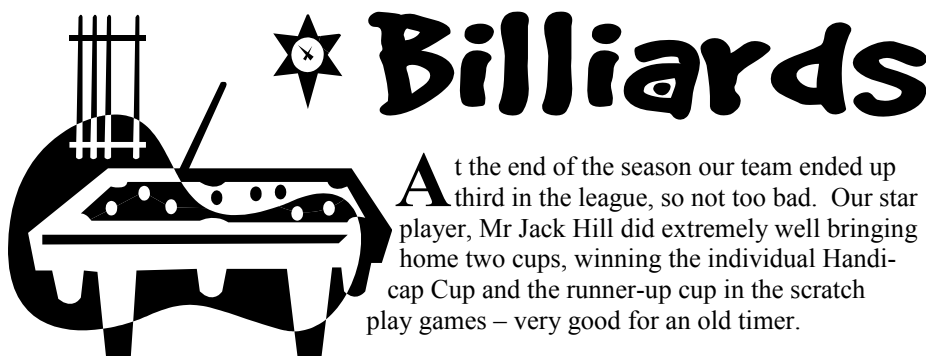 Billiards
At the end of the season our team ended up
third in the league, so not too bad.  Our star
player, Mr Jack Hill did extremely well bringing
home two cups, winning the individual Handi-
cap Cup and the runner-up cup in the scratch
play games – very good for an old timer.